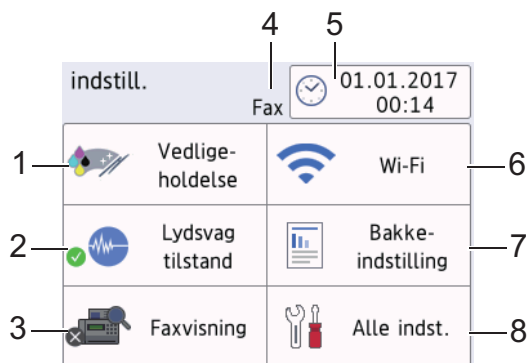 4
5
indstill.
Fax
01.01.2017
00:14
1
Vedlige-
holdelse
Wi-Fi
6
2
Lydsvag
tilstand
Bakke-
indstilling
7
3
Faxvisning
Alle indst.
8